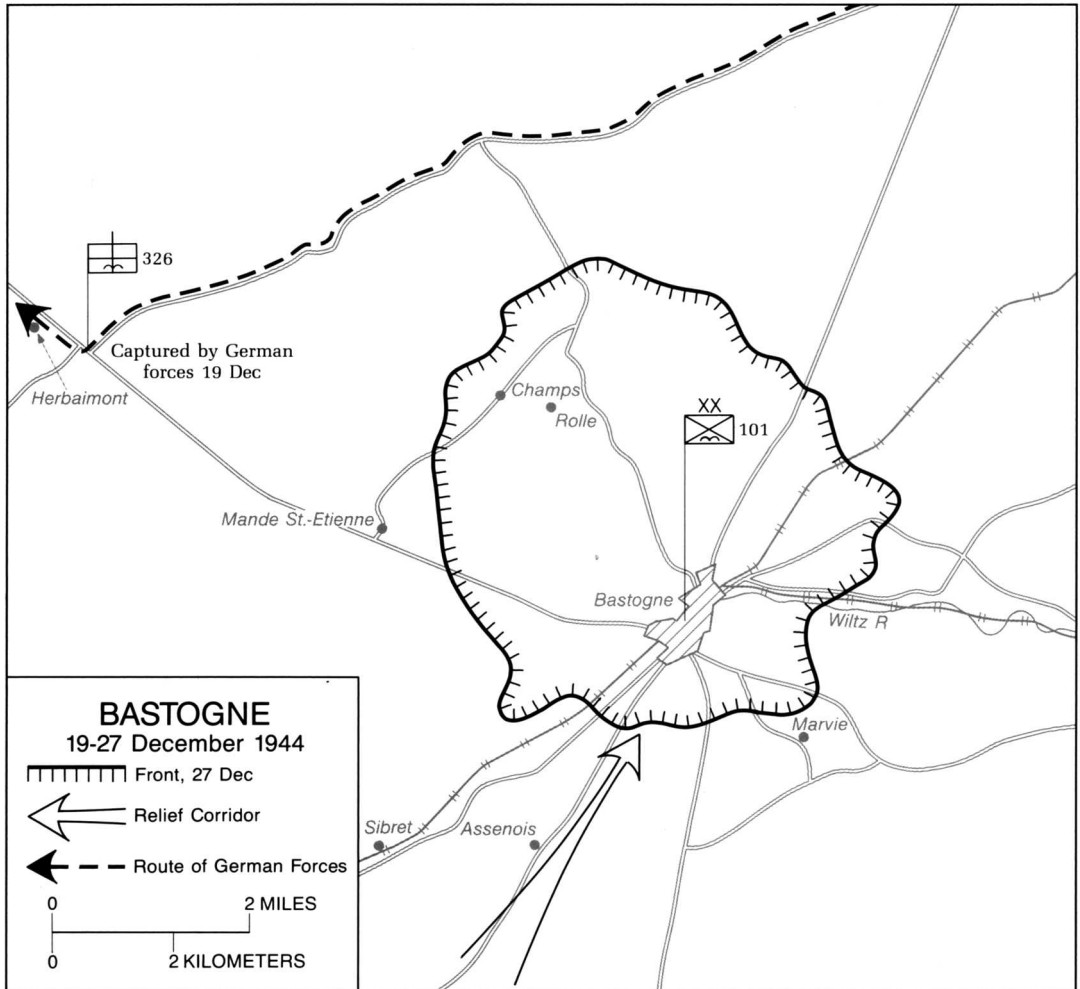 326
Captured by German
forces 19 Dec
Herbaimont
Champs
Rolle
XX
101
Mande St.-Etienne
Bastogne
Wiltz R
Marvie
Sibret
Assenois
BASTOGNE
19-27 December 1944
Front, 27 Dec
Relief Corridor
Route of German Forces
0 2 MILES
0 2 KILOMETERS